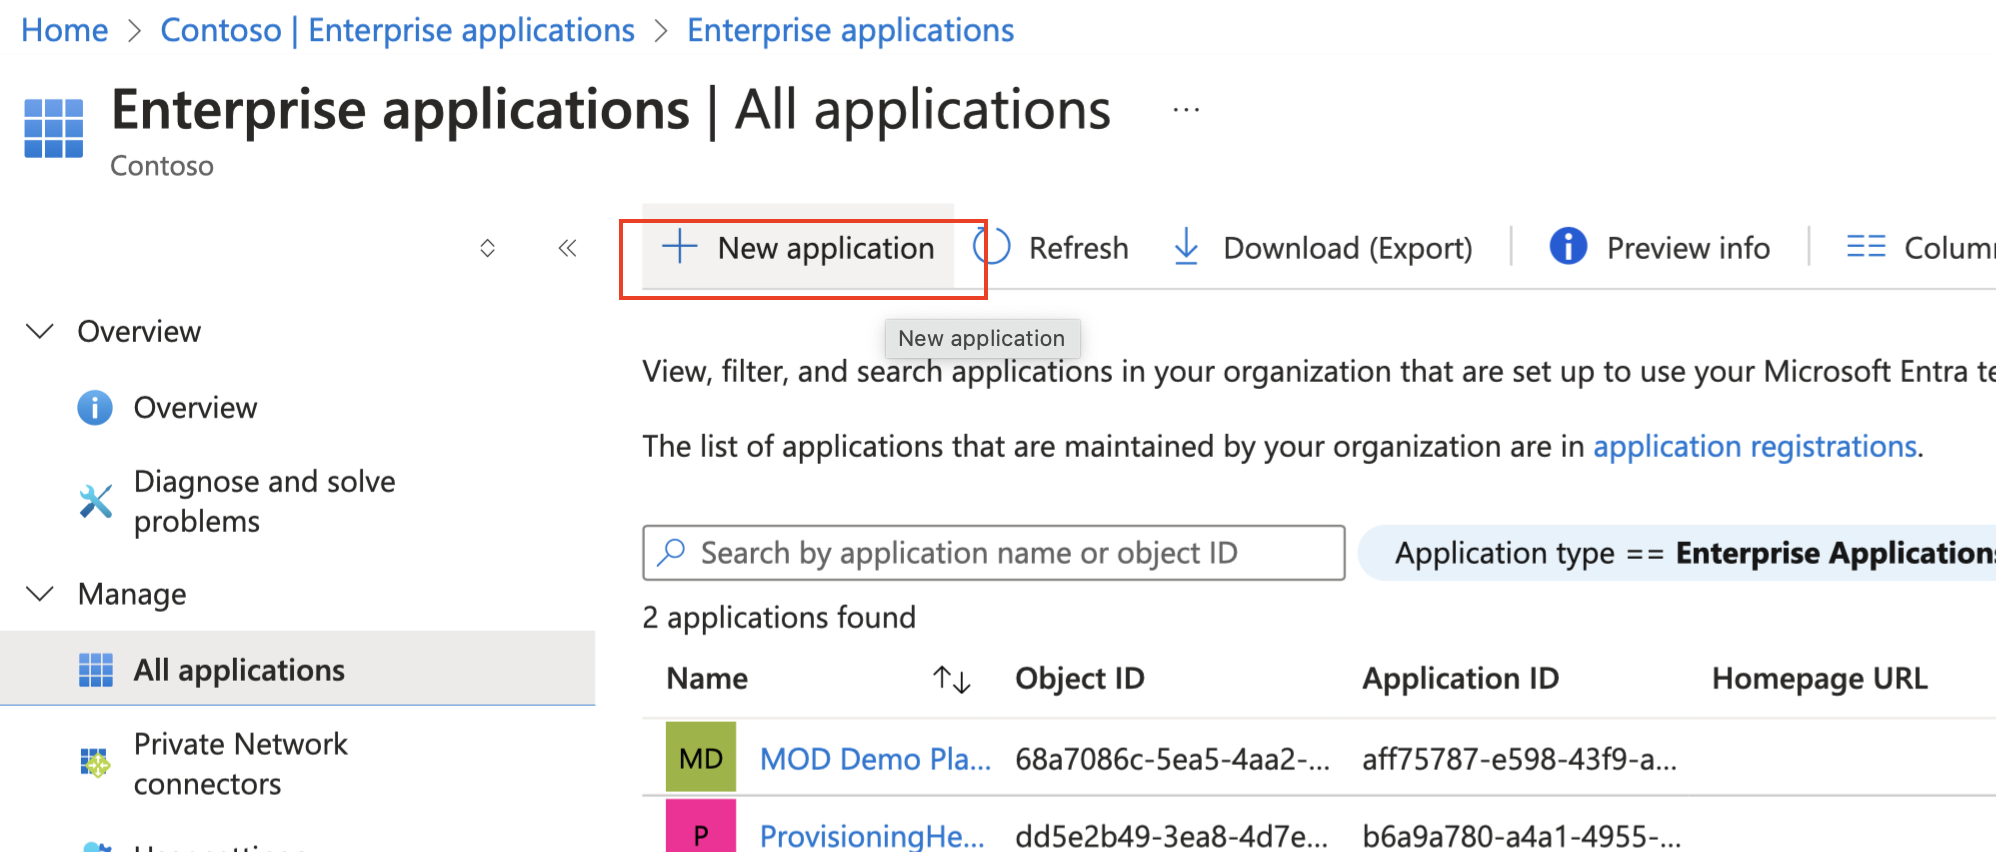 Home > Contoso | Enterprise applications > Enterprise applications
Enterprise applications | All applications ...
Contoso
New application
Refresh
Download (Export)
Preview info
New application
View, filter, and search applications in your organization that are set up to use your Microsoft Entra
The list of applications that are maintained by your organization are in application registrations.
Search by application name or object ID
Application type == Enterprise Applications
2 applications found
Name Object ID Application ID Homepage URL
MD MOD Demo Pla... 68a7086c-5ea5-4aa2-... aff75787-e598-43f9-a...
P ProvisioningHe... dd5e2b49-3ea8-4d7e... b6a9a780-a4a1-4955-...
Overview
Overview
Diagnose and solve
problems
Manage
All applications
Private Network
connectors